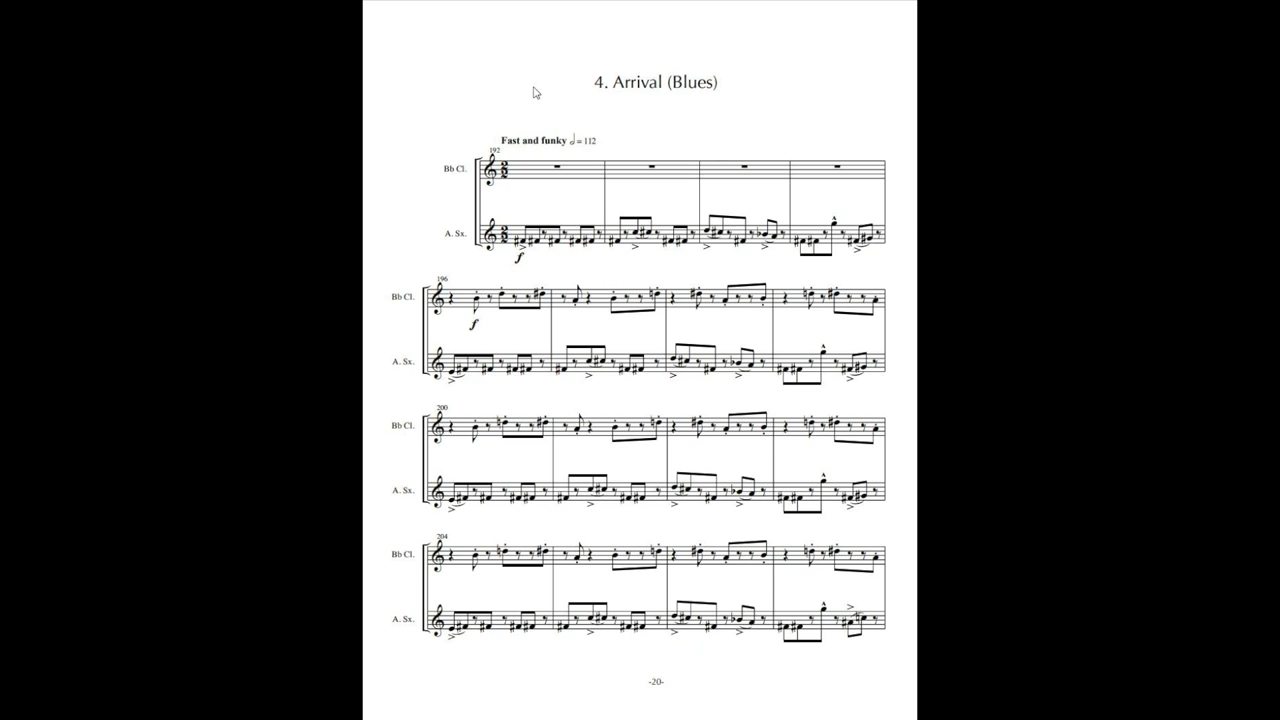 4. Arrival (Blues)
Fast and funky 𝅗𝅥 = 112
192
Bb Cl.
A. Sx.
f
196
Bb Cl.
f
A. Sx.
200
Bb Cl.
A. Sx.
204
Bb Cl.
A. Sx.
-20-